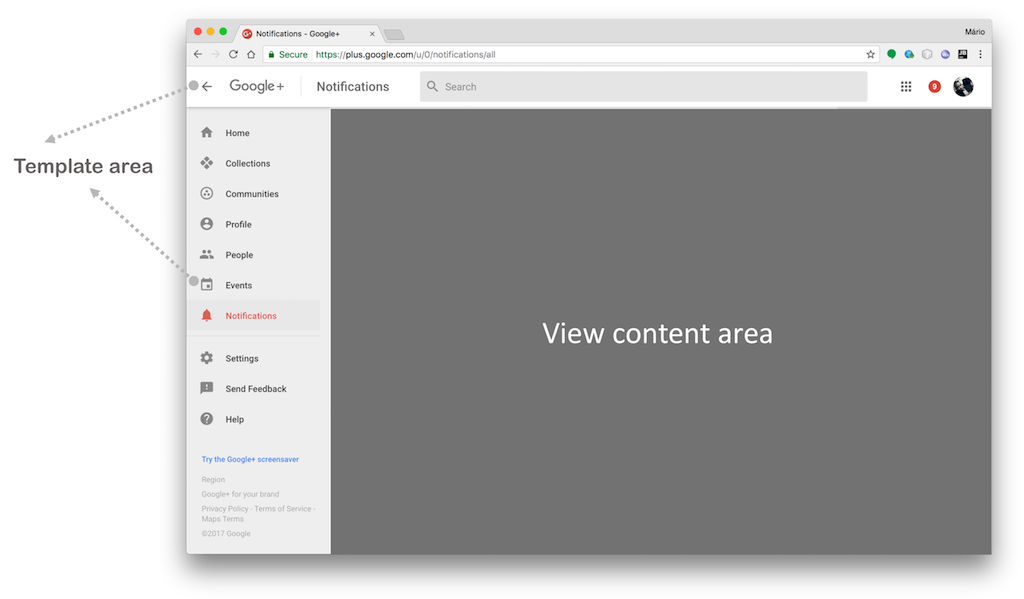 Notifications - Google+
Mário
Secure https://plus.google.com/u/0/notifications/all
Google+ Notifications Search 9
Template area
Home
Collections
Communities
Profile
People
Events
Notifications
Settings
Send Feedback
Help
Try the Google+ screensaver
Region
Google+ for your brand
Privacy Policy - Terms of Service -
Maps Terms
©2017 Google
View content area